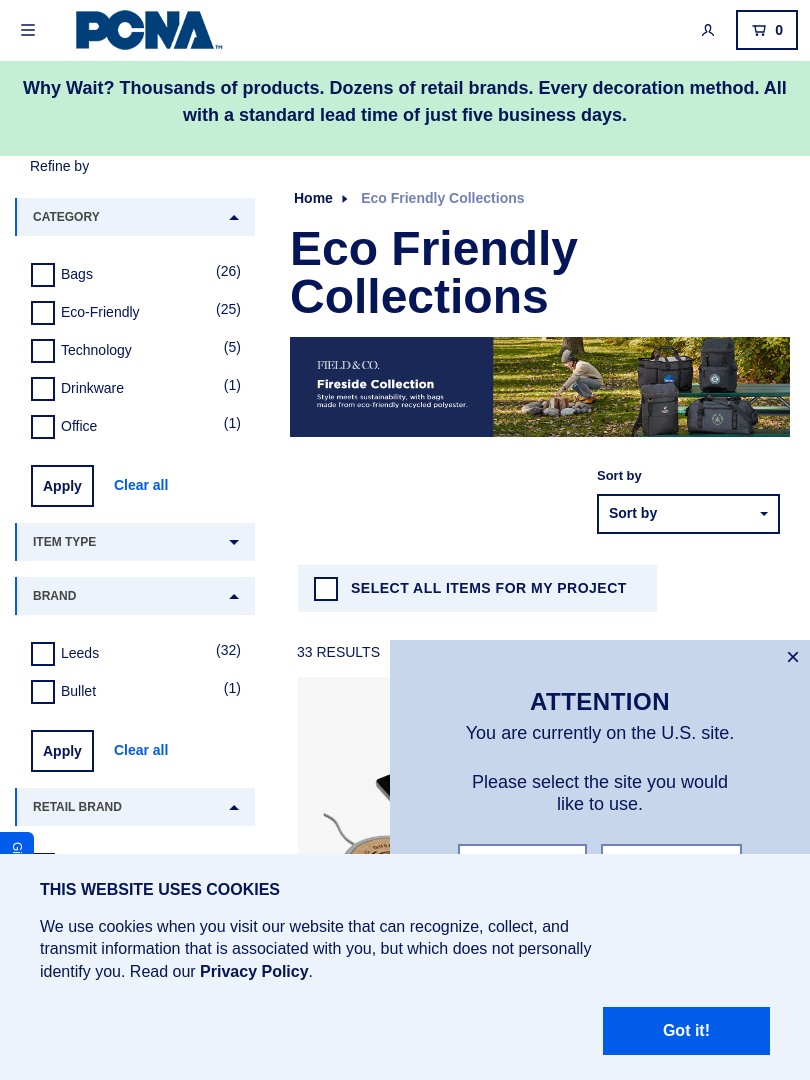 PCNA™
0
Why Wait? Thousands of products. Dozens of retail brands. Every decoration method. All
with a standard lead time of just five business days.
Refine by
CATEGORY
Bags (26)
Eco-Friendly (25)
Technology (5)
Drinkware (1)
Office (1)
Apply Clear all
ITEM TYPE
BRAND
Leeds (32)
Bullet (1)
Apply Clear all
RETAIL BRAND
Home Eco Friendly Collections
Eco Friendly
Collections
FIELD & CO.
Fireside Collection
Style meets sustainability, with bags
made from eco-friendly recycled polyester.
Sort by
Sort by
SELECT ALL ITEMS FOR MY PROJECT
33 RESULTS
ATTENTION
You are currently on the U.S. site.
Please select the site you would
like to use.
THIS WEBSITE USES COOKIES
We use cookies when you visit our website that can recognize, collect, and
transmit information that is associated with you, but which does not personally
identify you. Read our Privacy Policy.
Got it!